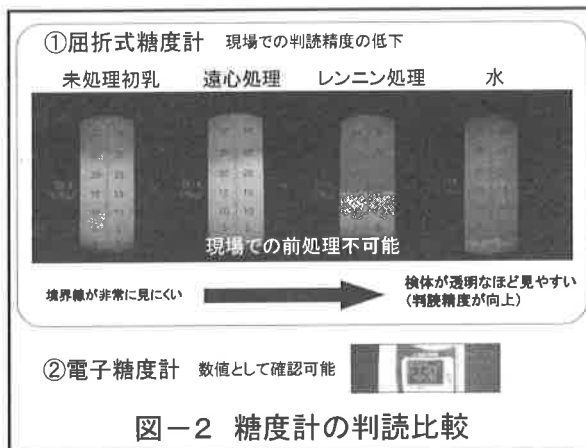 ①屈折式糖度計 現場での判読精度の低下
未処理初乳 遠心処理 レンニン処理 水
現場での前処理不可能
境界線が非常に見にくい
検体が透明なほど見やすい
(判読精度が向上)
②電子糖度計 数値として確認可能
図－2 糖度計の判読比較